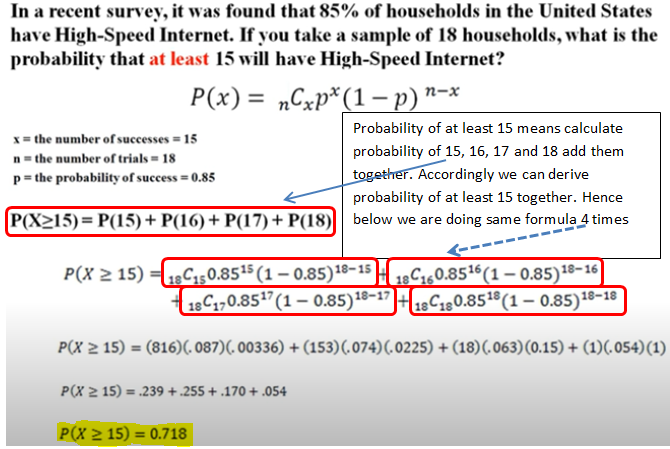 In a recent survey, it was found that 85% of households in the United States
have High-Speed Internet. If you take a sample of 18 households, what is the
probability that at least 15 will have High-Speed Internet?
P(x) = ₙCₓpˣ(1 − p)ⁿ⁻ˣ
x = the number of successes = 15
n = the number of trials = 18
p = the probability of success = 0.85
Probability of at least 15 means calculate
probability of 15, 16, 17 and 18 add them
together. Accordingly we can derive
probability of at least 15 together. Hence
below we are doing same formula 4 times
P(X≥15) = P(15) + P(16) + P(17) + P(18)
P(X ≥ 15) = ₁₈C₁₅0.85¹⁵(1 − 0.85)¹⁸⁻¹⁵ + ₁₈C₁₆0.85¹⁶(1 − 0.85)¹⁸⁻¹⁶
+ ₁₈C₁₇0.85¹⁷(1 − 0.85)¹⁸⁻¹⁷ + ₁₈C₁₈0.85¹⁸(1 − 0.85)¹⁸⁻¹⁸
P(X ≥ 15) = (816)(.087)(.00336) + (153)(.074)(.0225) + (18)(.063)(0.15) + (1)(.054)(1)
P(X ≥ 15) = .239 + .255 + .170 + .054
P(X ≥ 15) = 0.718